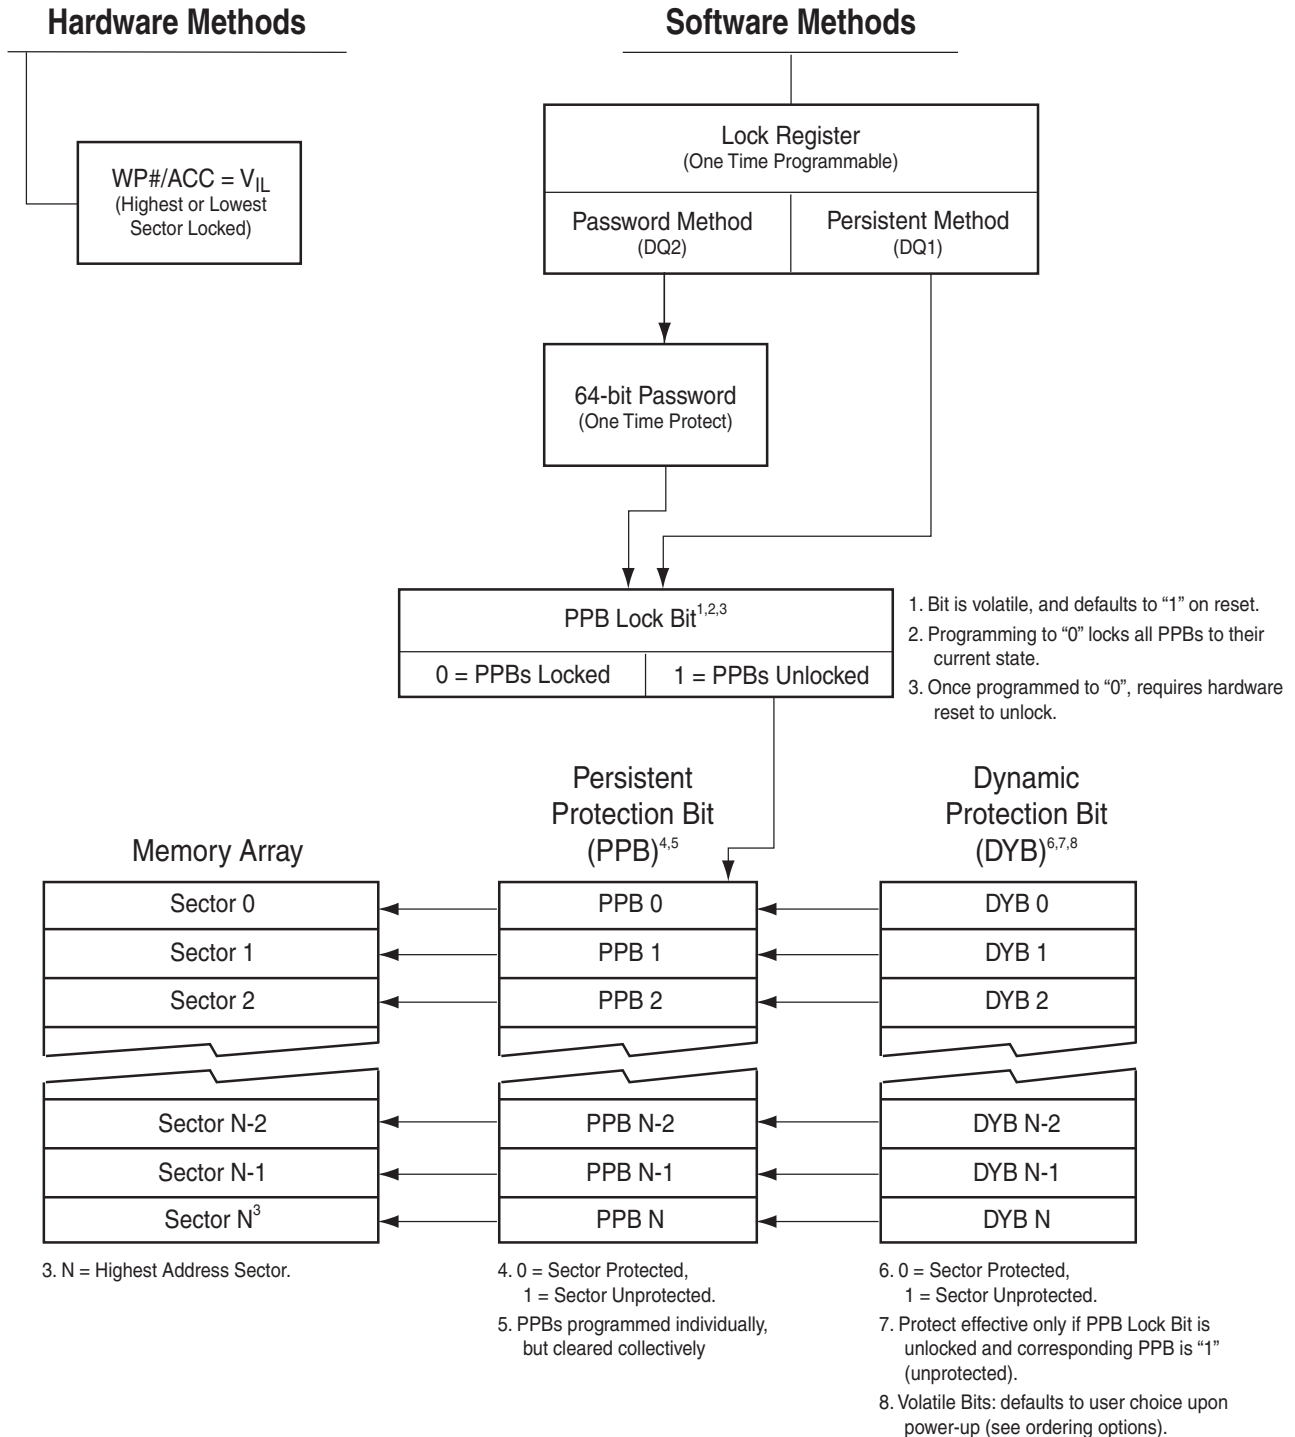 Hardware Methods
Software Methods
WP#/ACC = VIL
(Highest or Lowest
Sector Locked)
Lock Register
(One Time Programmable)
Password Method
(DQ2)
Persistent Method
(DQ1)
64-bit Password
(One Time Protect)
PPB Lock Bit1,2,3
0 = PPBs Locked
1 = PPBs Unlocked
1. Bit is volatile, and defaults to “1” on reset.
2. Programming to “0” locks all PPBs to their
current state.
3. Once programmed to “0”, requires hardware
reset to unlock.
Memory Array
Persistent
Protection Bit
(PPB)4,5
Dynamic
Protection Bit
(DYB)6,7,8
Sector 0
PPB 0
DYB 0
Sector 1
PPB 1
DYB 1
Sector 2
PPB 2
DYB 2
Sector N-2
PPB N-2
DYB N-2
Sector N-1
PPB N-1
DYB N-1
Sector N3
PPB N
DYB N
3. N = Highest Address Sector.
4. 0 = Sector Protected,
1 = Sector Unprotected.
5. PPBs programmed individually,
but cleared collectively
6. 0 = Sector Protected,
1 = Sector Unprotected.
7. Protect effective only if PPB Lock Bit is
unlocked and corresponding PPB is “1”
(unprotected).
8. Volatile Bits: defaults to user choice upon
power-up (see ordering options).